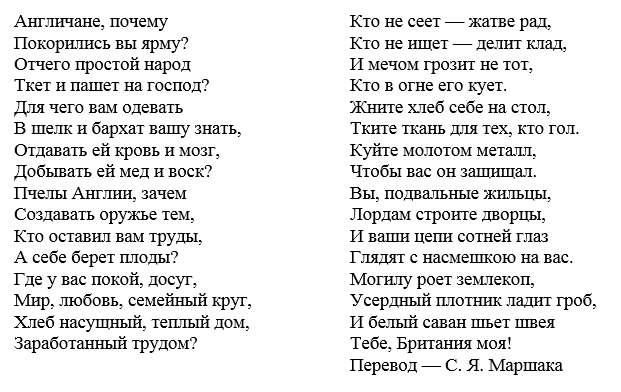 Англичане, почему
Покорились вы ярму?
Отчего простой народ
Ткет и пашет на господ?
Для чего вам одевать
В шелк и бархат вашу знать,
Отдавать ей кровь и мозг,
Добывать ей мед и воск?
Пчелы Англии, зачем
Создавать оружье тем,
Кто оставил вам труды,
А себе берет плоды?
Где у вас покой, досуг,
Мир, любовь, семейный круг,
Хлеб насущный, теплый дом,
Заработанный трудом?
Кто не сеет — жатве рад,
Кто не ищет — делит клад,
И мечом грозит не тот,
Кто в огне его кует.
Жните хлеб себе на стол,
Тките ткань для тех, кто гол.
Куйте молотом металл,
Чтобы вас он защищал.
Вы, подвальные жильцы,
Лордам строите дворцы,
И ваши цепи сотней глаз
Глядят с насмешкою на вас.
Могилу роет землекоп,
Усердный плотник ладит гроб,
И белый саван шьет швея
Тебе, Британия моя!
Перевод — С. Я. Маршака